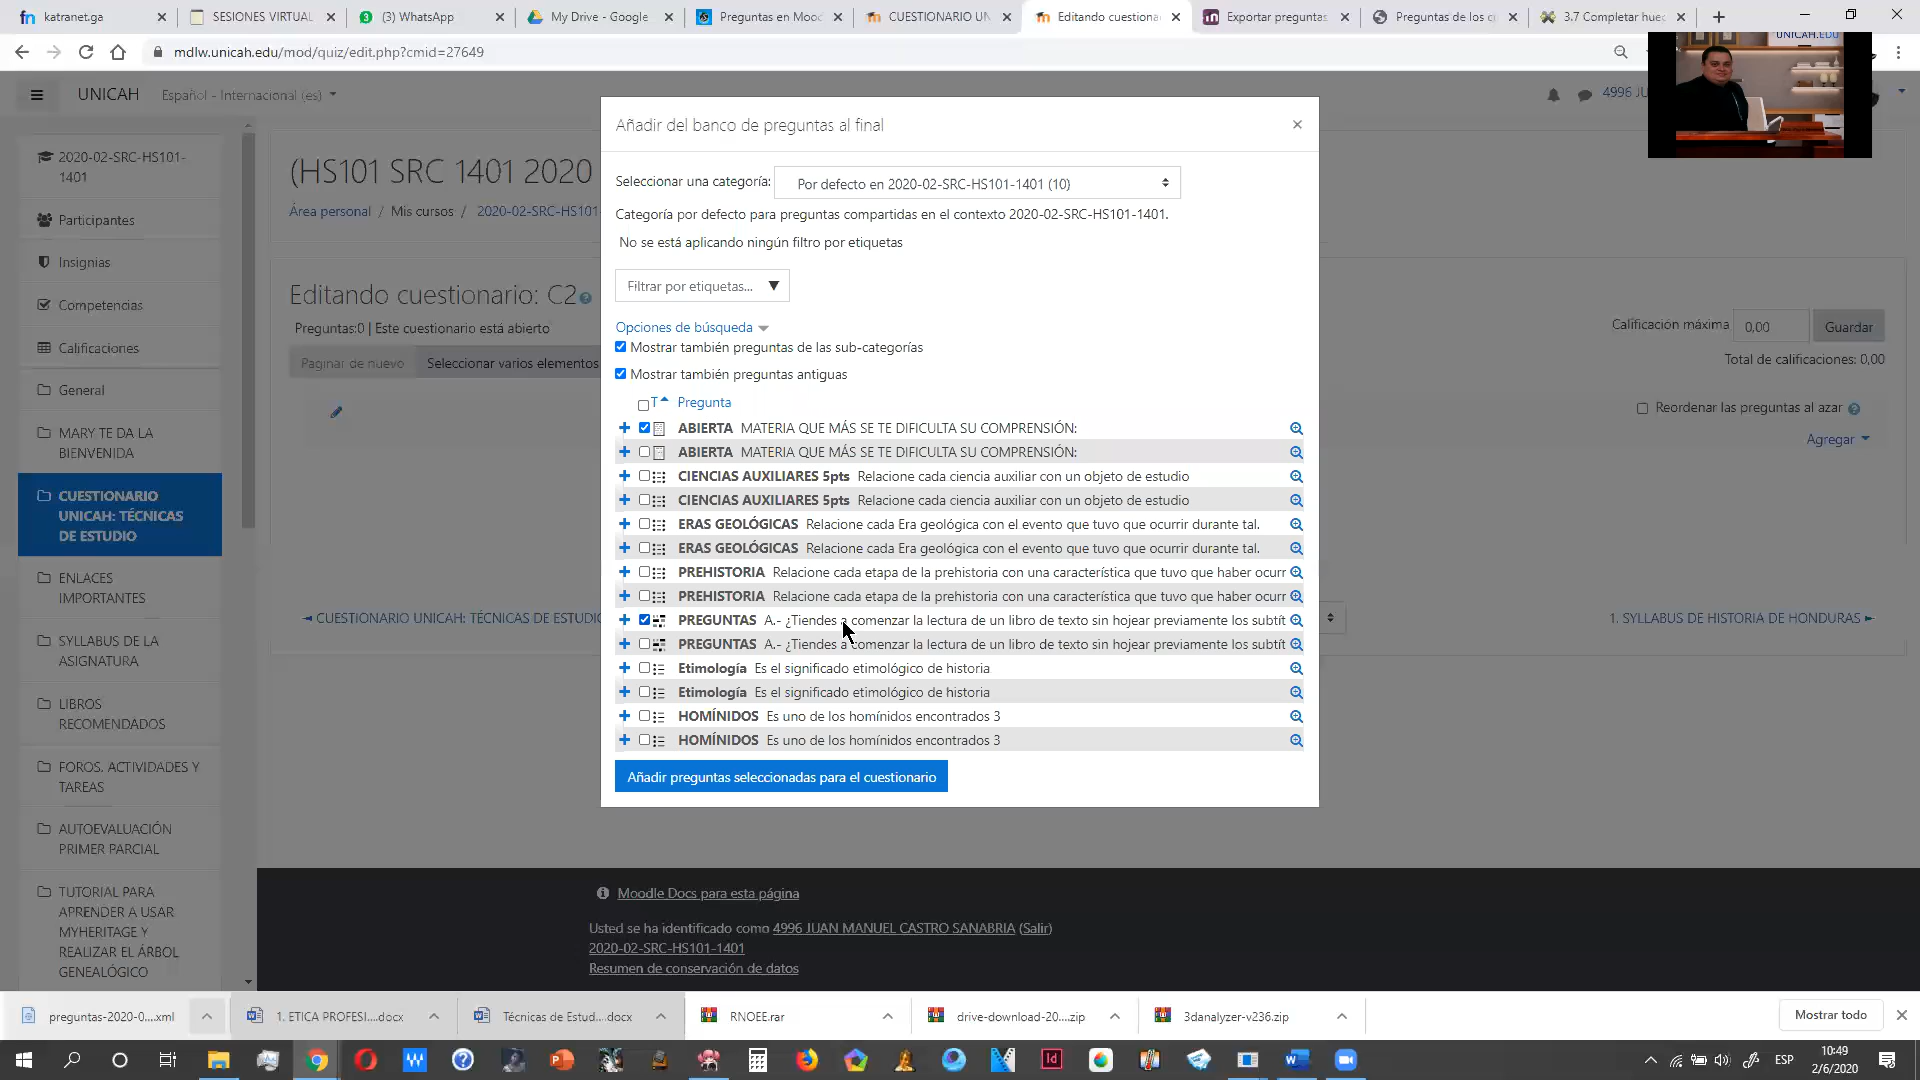 katranet.ga
SESIONES VIRTUAL
(3) WhatsApp
My Drive - Google
Preguntas en Mood
CUESTIONARIO UN
Editando cuestiona
Exportar preguntas
Preguntas de los c
3.7 Completar hue
mdlw.unicah.edu/mod/quiz/edit.php?cmid=27649
UNICAH.EDU
UNICAH
Español - Internacional (es)
4996 JU
2020-02-SRC-HS101-
1401
Participantes
Insignias
Competencias
Calificaciones
General
MARY TE DA LA
BIENVENIDA
CUESTIONARIO
UNICAH: TÉCNICAS
DE ESTUDIO
ENLACES
IMPORTANTES
SYLLABUS DE LA
ASIGNATURA
LIBROS
RECOMENDADOS
FOROS. ACTIVIDADES Y
TAREAS
AUTOEVALUACIÓN
PRIMER PARCIAL
TUTORIAL PARA
APRENDER A USAR
MYHERITAGE Y
REALIZAR EL ÁRBOL
GENEALÓGICO
(HS101 SRC 1401 2020
Área personal / Mis cursos / 2020-02-SRC-HS101
Editando cuestionario: C2
Preguntas:0 | Este cuestionario está abierto
Paginar de nuevo
Seleccionar varios elementos
Calificación máxima 0,00 Guardar
Total de calificaciones: 0,00
Reordenar las preguntas al azar
Agregar
◄ CUESTIONARIO UNICAH: TÉCNICAS DE ESTUDIO
1. SYLLABUS DE HISTORIA DE HONDURAS ►
Añadir del banco de preguntas al final
×
Seleccionar una categoría: Por defecto en 2020-02-SRC-HS101-1401 (10)
Categoría por defecto para preguntas compartidas en el contexto 2020-02-SRC-HS101-1401.
No se está aplicando ningún filtro por etiquetas
Filtrar por etiquetas... ▼
Opciones de búsqueda
Mostrar también preguntas de las sub-categorías
Mostrar también preguntas antiguas
T Pregunta
ABIERTA MATERIA QUE MÁS SE TE DIFICULTA SU COMPRENSIÓN:
ABIERTA MATERIA QUE MÁS SE TE DIFICULTA SU COMPRENSIÓN:
CIENCIAS AUXILIARES 5pts Relacione cada ciencia auxiliar con un objeto de estudio
CIENCIAS AUXILIARES 5pts Relacione cada ciencia auxiliar con un objeto de estudio
ERAS GEOLÓGICAS Relacione cada Era geológica con el evento que tuvo que ocurrir durante tal.
ERAS GEOLÓGICAS Relacione cada Era geológica con el evento que tuvo que ocurrir durante tal.
PREHISTORIA Relacione cada etapa de la prehistoria con una característica que tuvo que haber ocurr
PREHISTORIA Relacione cada etapa de la prehistoria con una característica que tuvo que haber ocurr
PREGUNTAS A.- ¿Tiendes a comenzar la lectura de un libro de texto sin hojear previamente los subtít
PREGUNTAS A.- ¿Tiendes a comenzar la lectura de un libro de texto sin hojear previamente los subtít
Etimología Es el significado etimológico de historia
Etimología Es el significado etimológico de historia
HOMÍNIDOS Es uno de los homínidos encontrados 3
HOMÍNIDOS Es uno de los homínidos encontrados 3
Añadir preguntas seleccionadas para el cuestionario
Moodle Docs para esta página
Usted se ha identificado como 4996 JUAN MANUEL CASTRO SANABRIA (Salir)
2020-02-SRC-HS101-1401
Resumen de conservación de datos
preguntas-2020-0....xml
1. ETICA PROFESI....docx
Técnicas de Estud....docx
RNOEE.rar
drive-download-20....zip
3danalyzer-v236.zip
Mostrar todo
ESP
10:49
2/6/2020